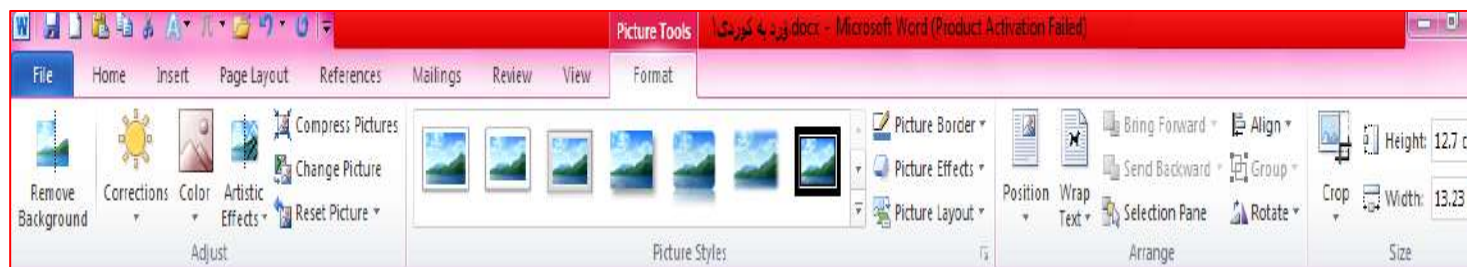 Picture Tools
وورد به كوردى\.docx - Microsoft Word (Product Activation Failed)
File Home Insert Page Layout References Mailings Review View Format
Remove Background
Corrections
Color
Artistic Effects
Compress Pictures
Change Picture
Reset Picture
Adjust
Picture Border
Picture Effects
Picture Layout
Picture Styles
Position
Wrap Text
Bring Forward
Send Backward
Selection Pane
Align
Group
Rotate
Arrange
Crop
Height: 12.7 c
Width: 13.23
Size